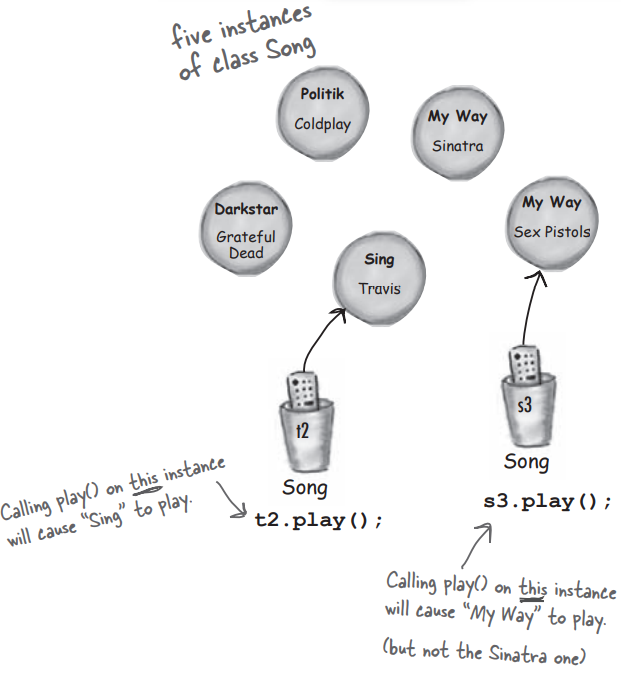 five instances
of class Song
Politik
Coldplay
My Way
Sinatra
Darkstar
Grateful
Dead
My Way
Sex Pistols
Sing
Travis
t2
Song
t2.play();
s3
Song
s3.play();
Calling play() on this instance
will cause “Sing” to play.
Calling play() on this instance
will cause “My Way” to play.
(but not the Sinatra one)